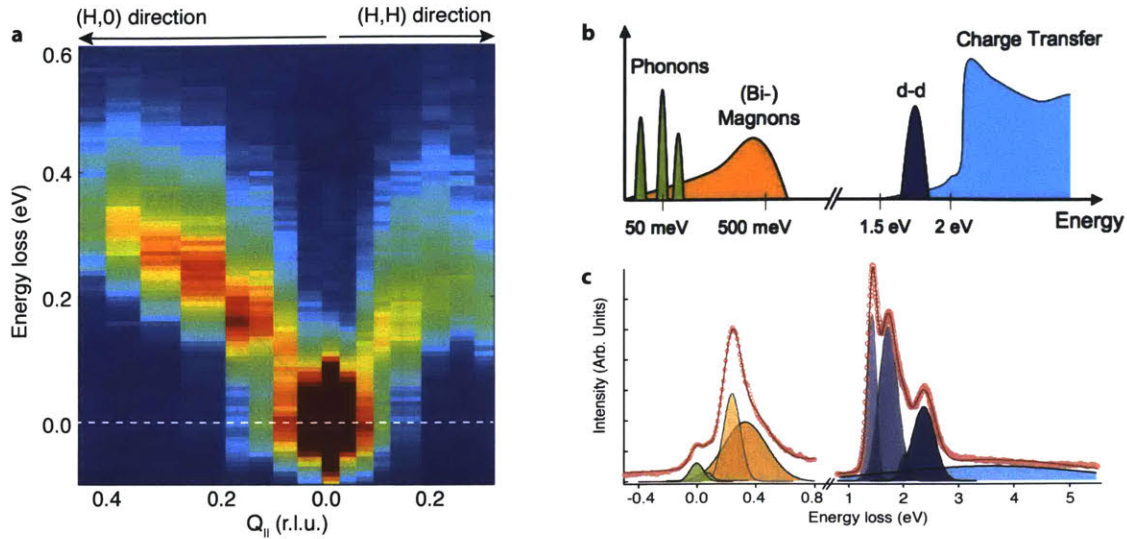 (H,0) direction
(H,H) direction
a
0.6
0.4
0.2
0.0
Energy loss (eV)
0.4
0.2
0.0
0.2
Q|| (r.l.u.)
b
Phonons
(Bi-)
Magnons
d-d
Charge Transfer
50 meV
500 meV
1.5 eV
2 eV
Energy
c
Intensity (Arb. Units)
-0.4
0.0
0.4
0.8
1
2
3
4
5
Energy loss (eV)